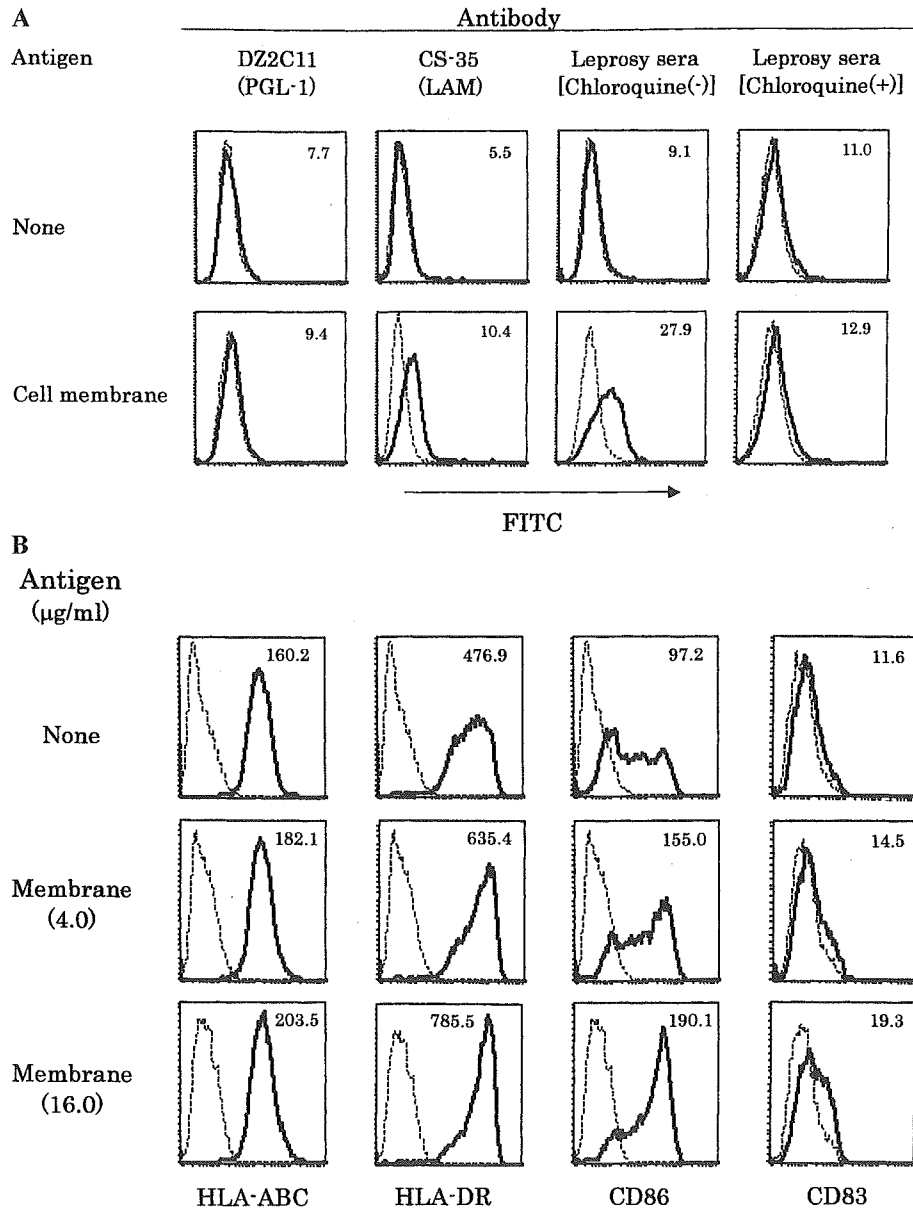 A
Antibody
Antigen
DZ2C11
(PGL-1)
CS-35
(LAM)
Leprosy sera
[Chloroquine(-)]
Leprosy sera
[Chloroquine(+)]
None
7.7
5.5
9.1
11.0
Cell membrane
9.4
10.4
27.9
12.9
FITC
B
Antigen
(μg/ml)
None
160.2
476.9
97.2
11.6
Membrane
(4.0)
182.1
635.4
155.0
14.5
Membrane
(16.0)
203.5
785.5
190.1
19.3
HLA-ABC
HLA-DR
CD86
CD83